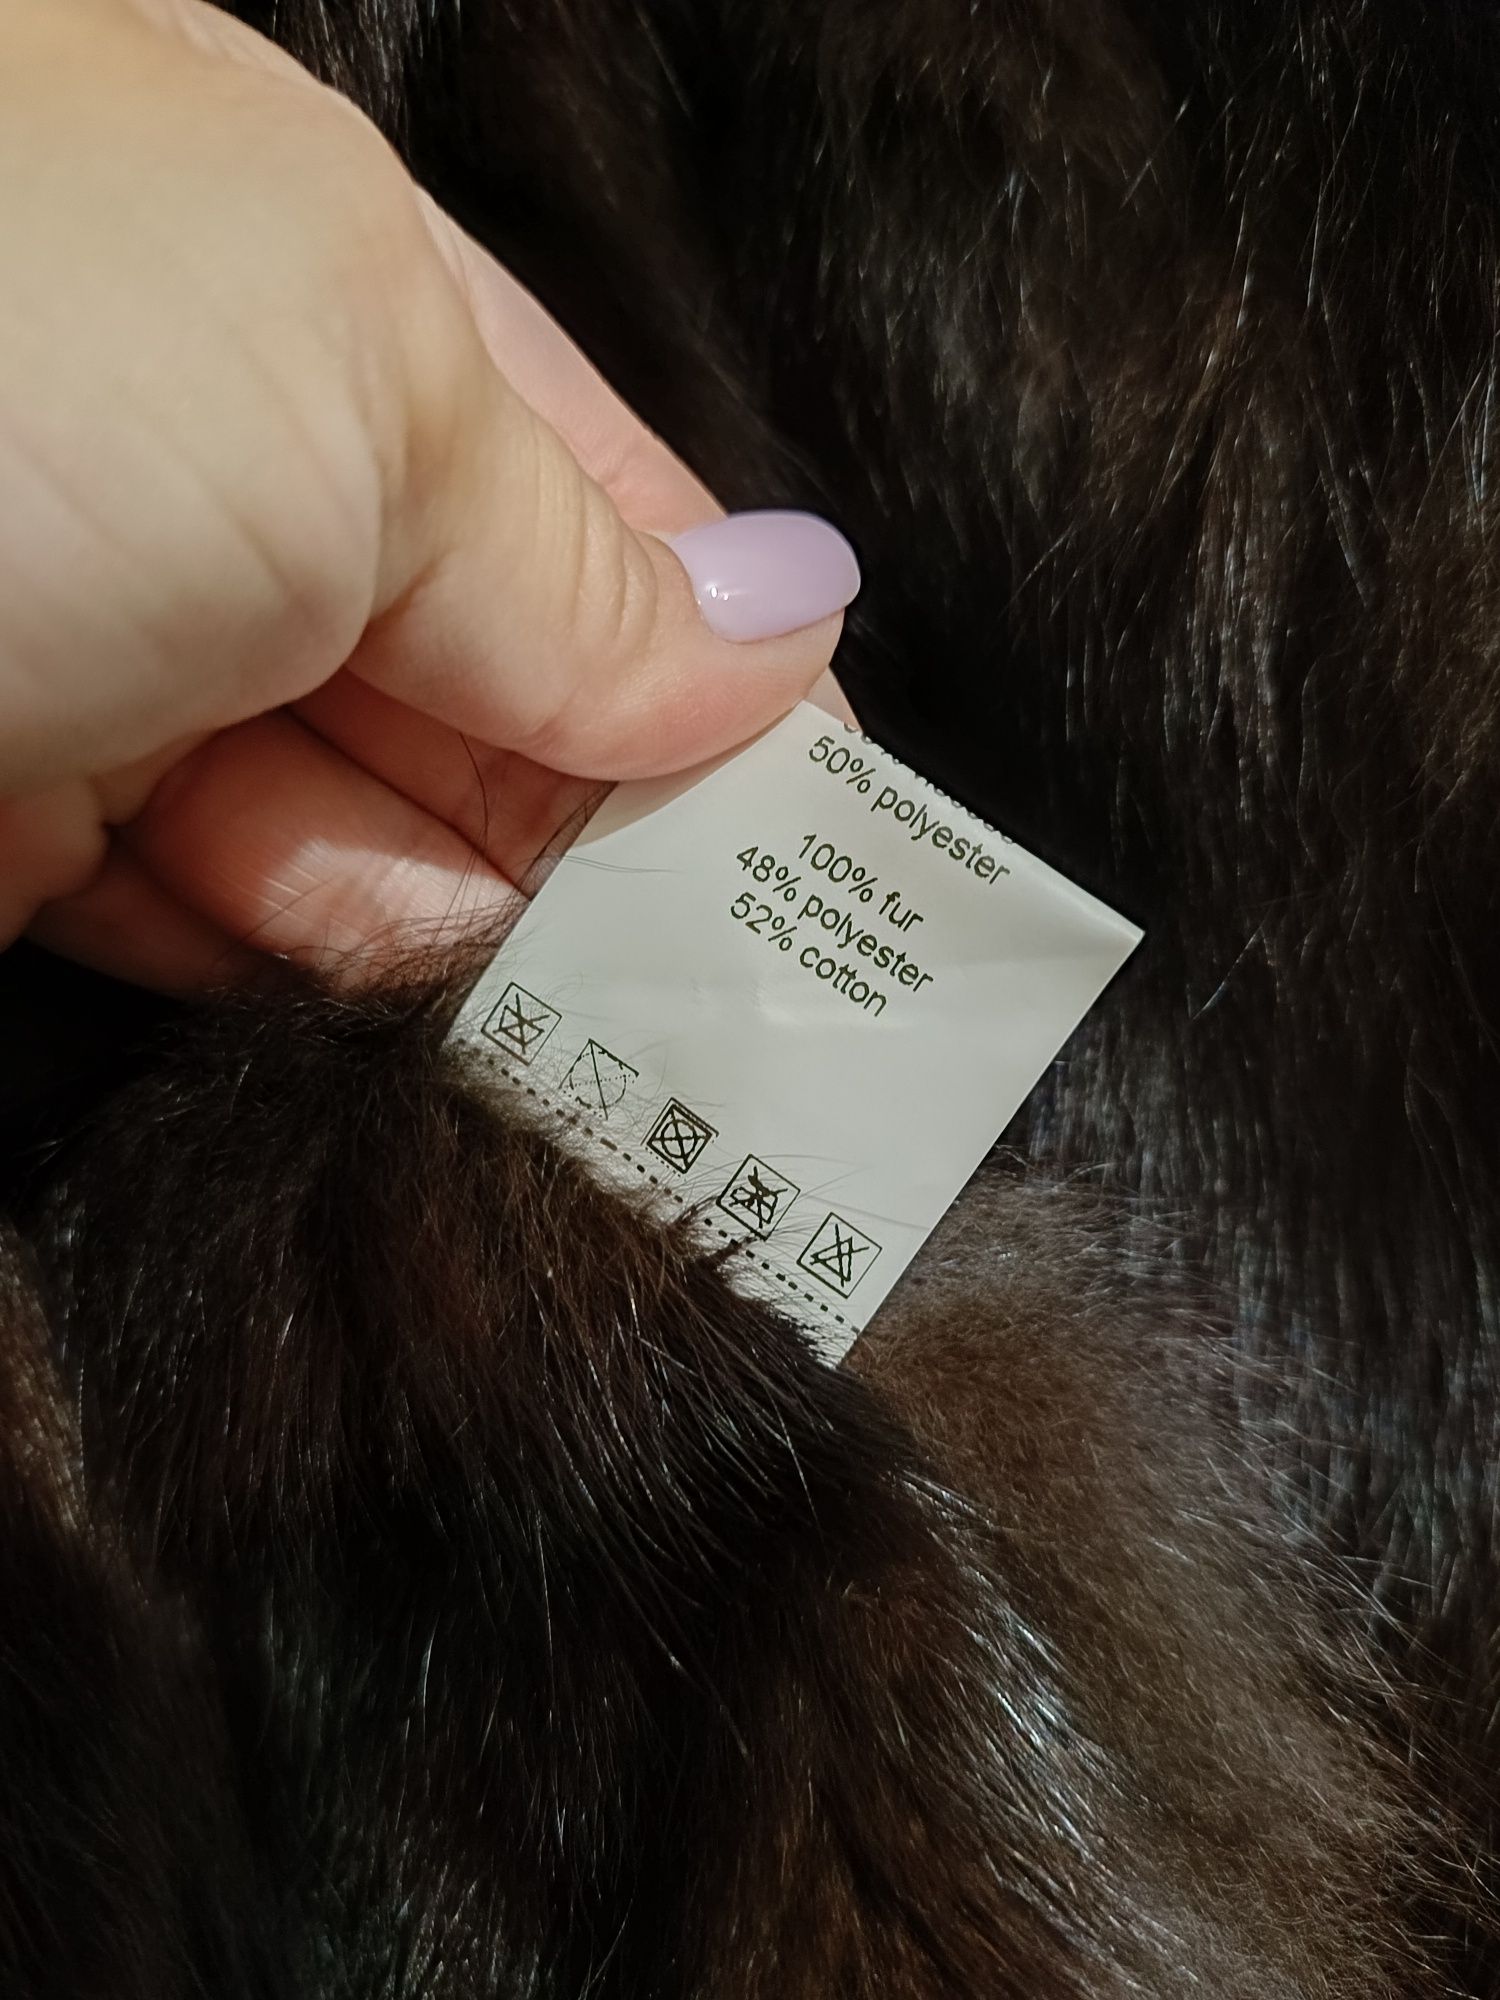 50% polyester
100% fur
48% polyester
52% cotton